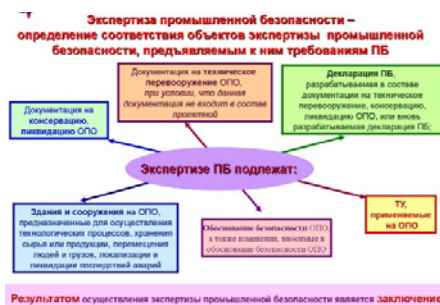 Экспертиза промышленной безопасности –
определение соответствия объектов экспертизы промышленной
безопасности, предъявляемым к ним требованиям ПБ
Документация на
консервацию,
ликвидацию ОПО
Документация на техническое
перевооружение ОПО,
при условии, что данная
документация не входит в состав
проектной
Декларация ПБ,
разрабатываемая в составе
документации на техническое
перевооружение, консервацию,
ликвидацию ОПО, или вновь
разрабатываемая декларация ПБ;
Экспертизе ПБ подлежат:
Здания и сооружения на ОПО,
предназначенные для осуществления
технологических процессов, хранения
сырья или продукции, перемещения
людей и грузов, локализации и
ликвидации последствий аварий
Обоснование безопасности ОПО,
а также изменения, вносимые в
обоснование безопасности ОПО
ТУ,
применяемые
на ОПО
Результатом осуществления экспертизы промышленной безопасности является заключение